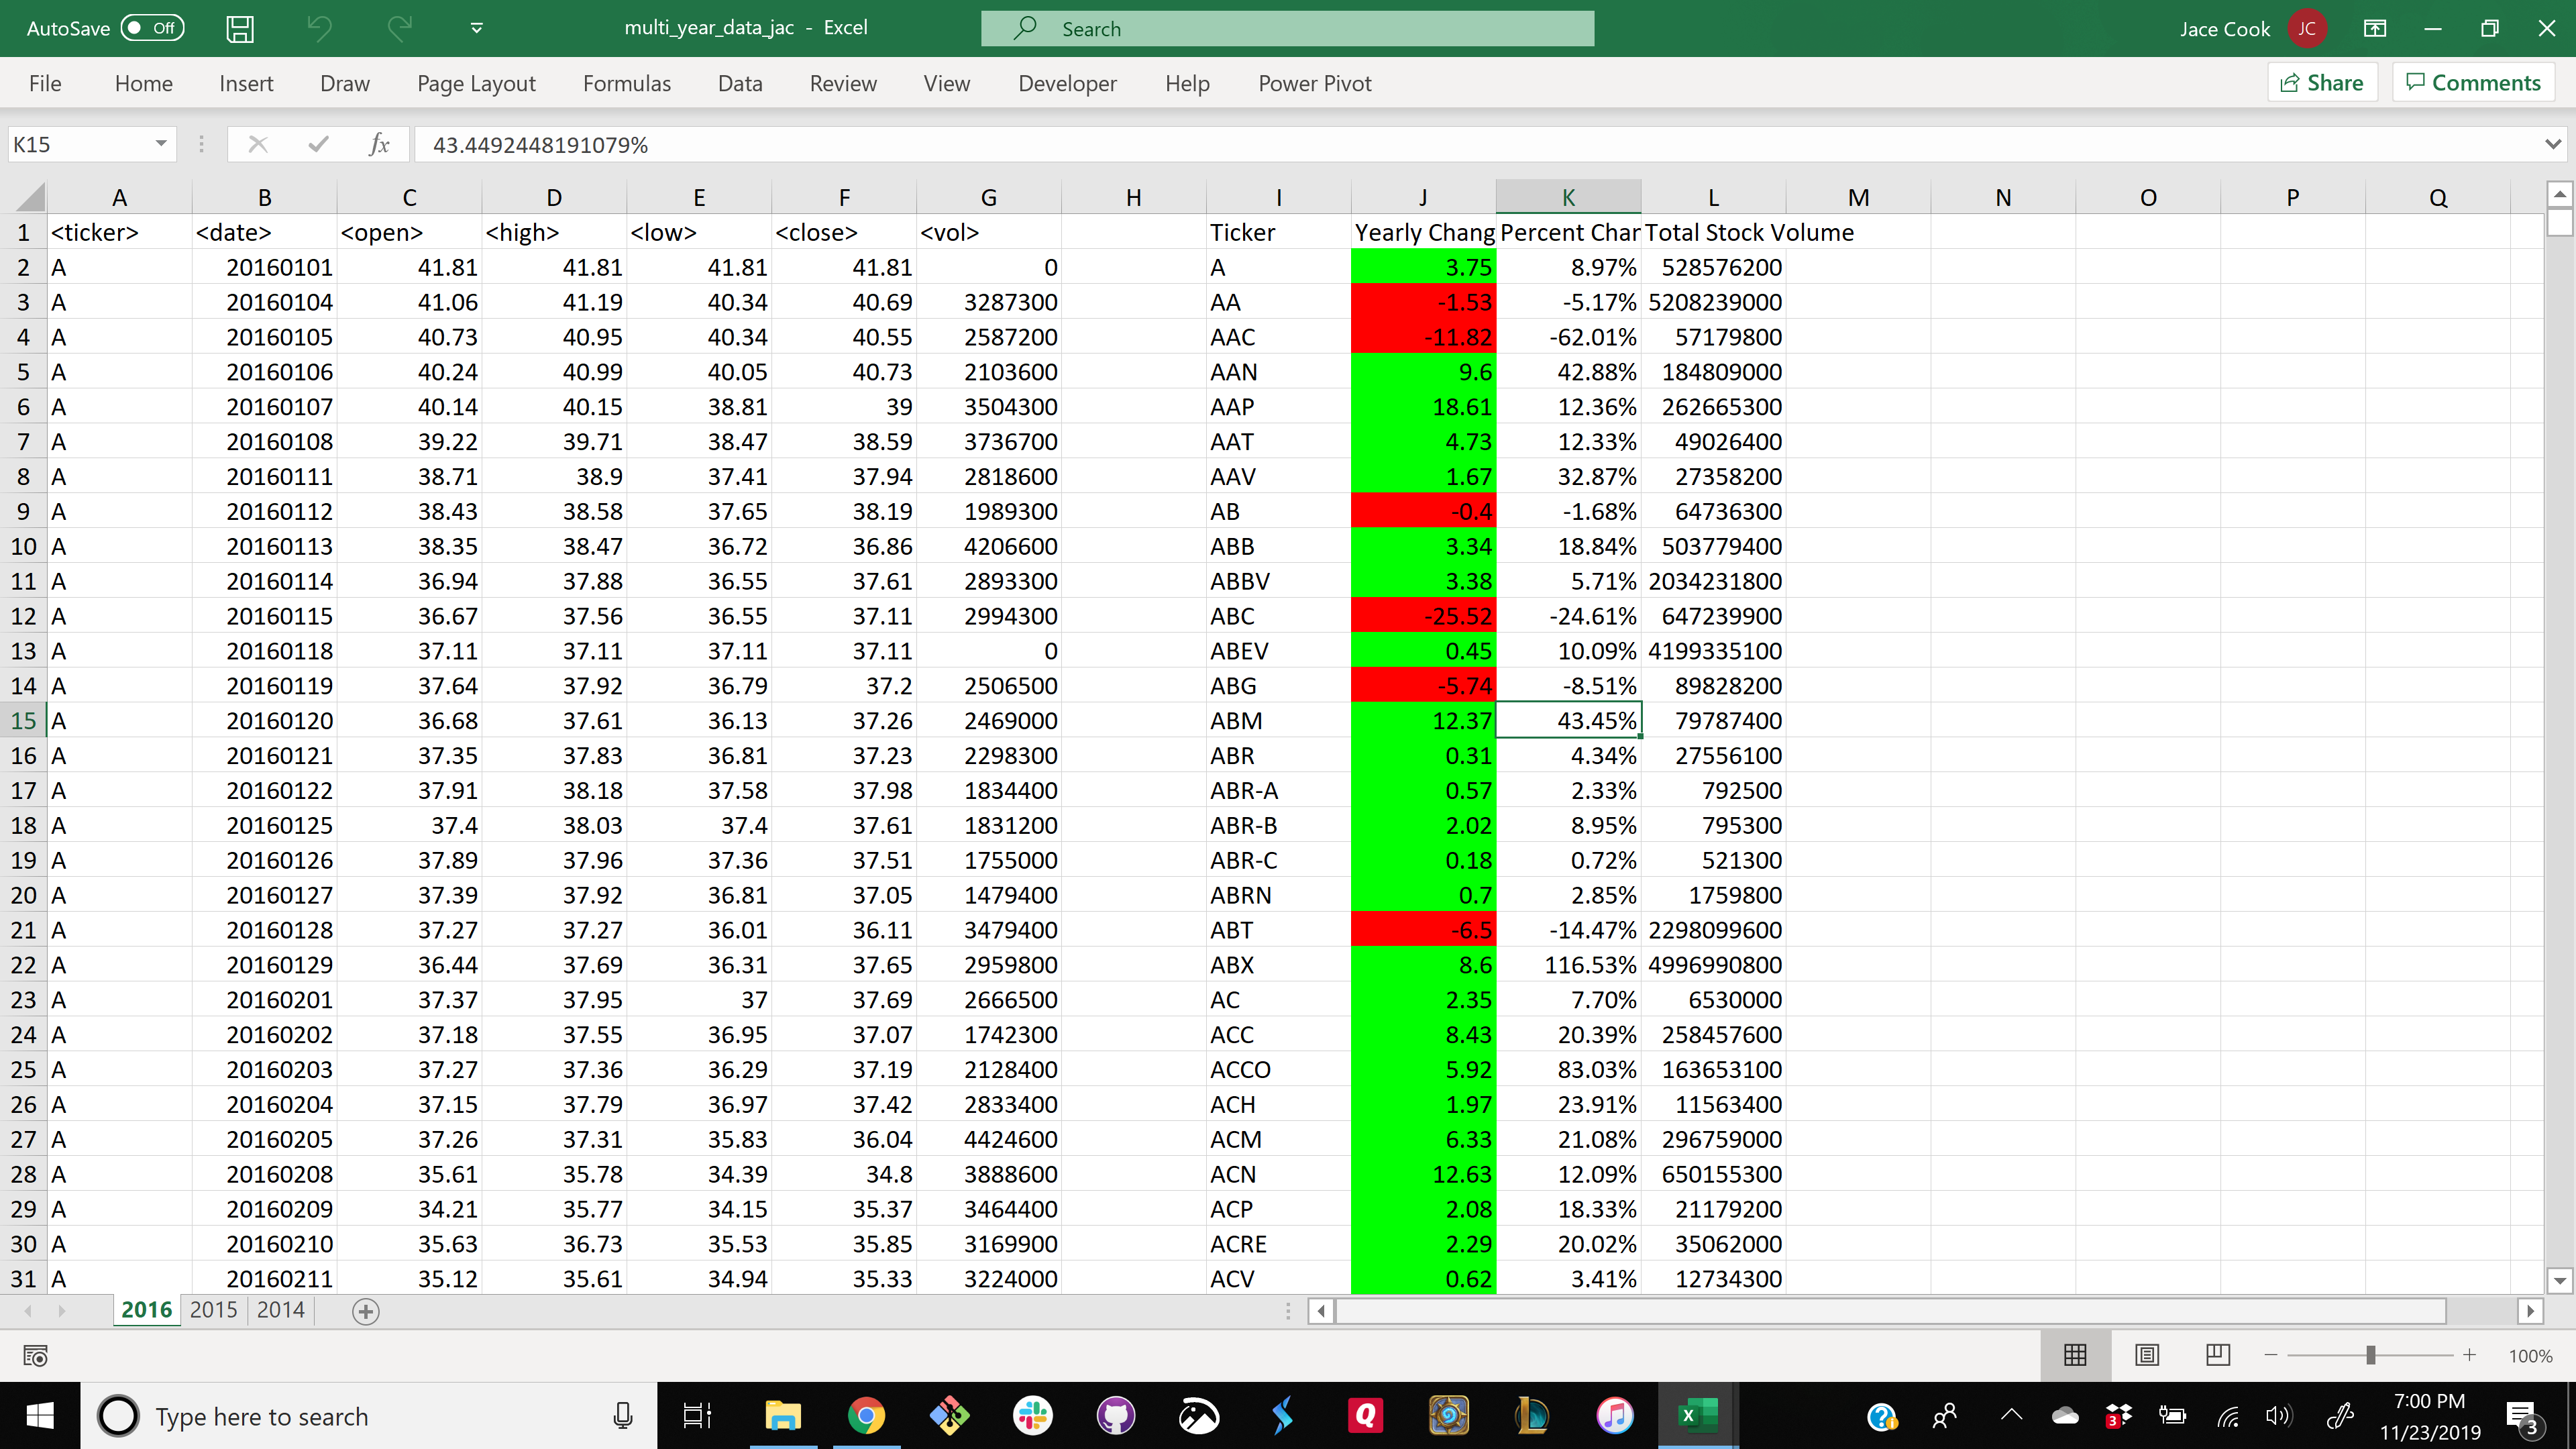 AutoSave Off multi_year_data_jac - Excel Search Jace Cook JC
File Home Insert Draw Page Layout Formulas Data Review View Developer Help Power Pivot Share Comments
K15 fx 43.4492448191079%
A B C D E F G H I J K L M N O P Q
1 <ticker> <date> <open> <high> <low> <close> <vol> Ticker Yearly Chang Percent Char Total Stock Volume
2 A 20160101 41.81 41.81 41.81 41.81 0 A 3.75 8.97% 528576200
3 A 20160104 41.06 41.19 40.34 40.69 3287300 AA -1.53 -5.17% 5208239000
4 A 20160105 40.73 40.95 40.34 40.55 2587200 AAC -11.82 -62.01% 57179800
5 A 20160106 40.24 40.99 40.05 40.73 2103600 AAN 9.6 42.88% 184809000
6 A 20160107 40.14 40.15 38.81 39 3504300 AAP 18.61 12.36% 262665300
7 A 20160108 39.22 39.71 38.47 38.59 3736700 AAT 4.73 12.33% 49026400
8 A 20160111 38.71 38.9 37.41 37.94 2818600 AAV 1.67 32.87% 27358200
9 A 20160112 38.43 38.58 37.65 38.19 1989300 AB -0.4 -1.68% 64736300
10 A 20160113 38.35 38.47 36.72 36.86 4206600 ABB 3.34 18.84% 503779400
11 A 20160114 36.94 37.88 36.55 37.61 2893300 ABBV 3.38 5.71% 2034231800
12 A 20160115 36.67 37.56 36.55 37.11 2994300 ABC -25.52 -24.61% 647239900
13 A 20160118 37.11 37.11 37.11 37.11 0 ABEV 0.45 10.09% 4199335100
14 A 20160119 37.64 37.92 36.79 37.2 2506500 ABG -5.74 -8.51% 89828200
15 A 20160120 36.68 37.61 36.13 37.26 2469000 ABM 12.37 43.45% 79787400
16 A 20160121 37.35 37.83 36.81 37.23 2298300 ABR 0.31 4.34% 27556100
17 A 20160122 37.91 38.18 37.58 37.98 1834400 ABR-A 0.57 2.33% 792500
18 A 20160125 37.4 38.03 37.4 37.61 1831200 ABR-B 2.02 8.95% 795300
19 A 20160126 37.89 37.96 37.36 37.51 1755000 ABR-C 0.18 0.72% 521300
20 A 20160127 37.39 37.92 36.81 37.05 1479400 ABRN 0.7 2.85% 1759800
21 A 20160128 37.27 37.27 36.01 36.11 3479400 ABT -6.5 -14.47% 2298099600
22 A 20160129 36.44 37.69 36.31 37.65 2959800 ABX 8.6 116.53% 4996990800
23 A 20160201 37.37 37.95 37 37.69 2666500 AC 2.35 7.70% 6530000
24 A 20160202 37.18 37.55 36.95 37.07 1742300 ACC 8.43 20.39% 258457600
25 A 20160203 37.27 37.36 36.29 37.19 2128400 ACCO 5.92 83.03% 163653100
26 A 20160204 37.15 37.79 36.97 37.42 2833400 ACH 1.97 23.91% 11563400
27 A 20160205 37.26 37.31 35.83 36.04 4424600 ACM 6.33 21.08% 296759000
28 A 20160208 35.61 35.78 34.39 34.8 3888600 ACN 12.63 12.09% 650155300
29 A 20160209 34.21 35.77 34.15 35.37 3464400 ACP 2.08 18.33% 21179200
30 A 20160210 35.63 36.73 35.53 35.85 3169900 ACRE 2.29 20.02% 35062000
31 A 20160211 35.12 35.61 34.94 35.33 3224000 ACV 0.62 3.41% 12734300
2016 2015 2014
100%
Type here to search 7:00 PM
11/23/2019 3